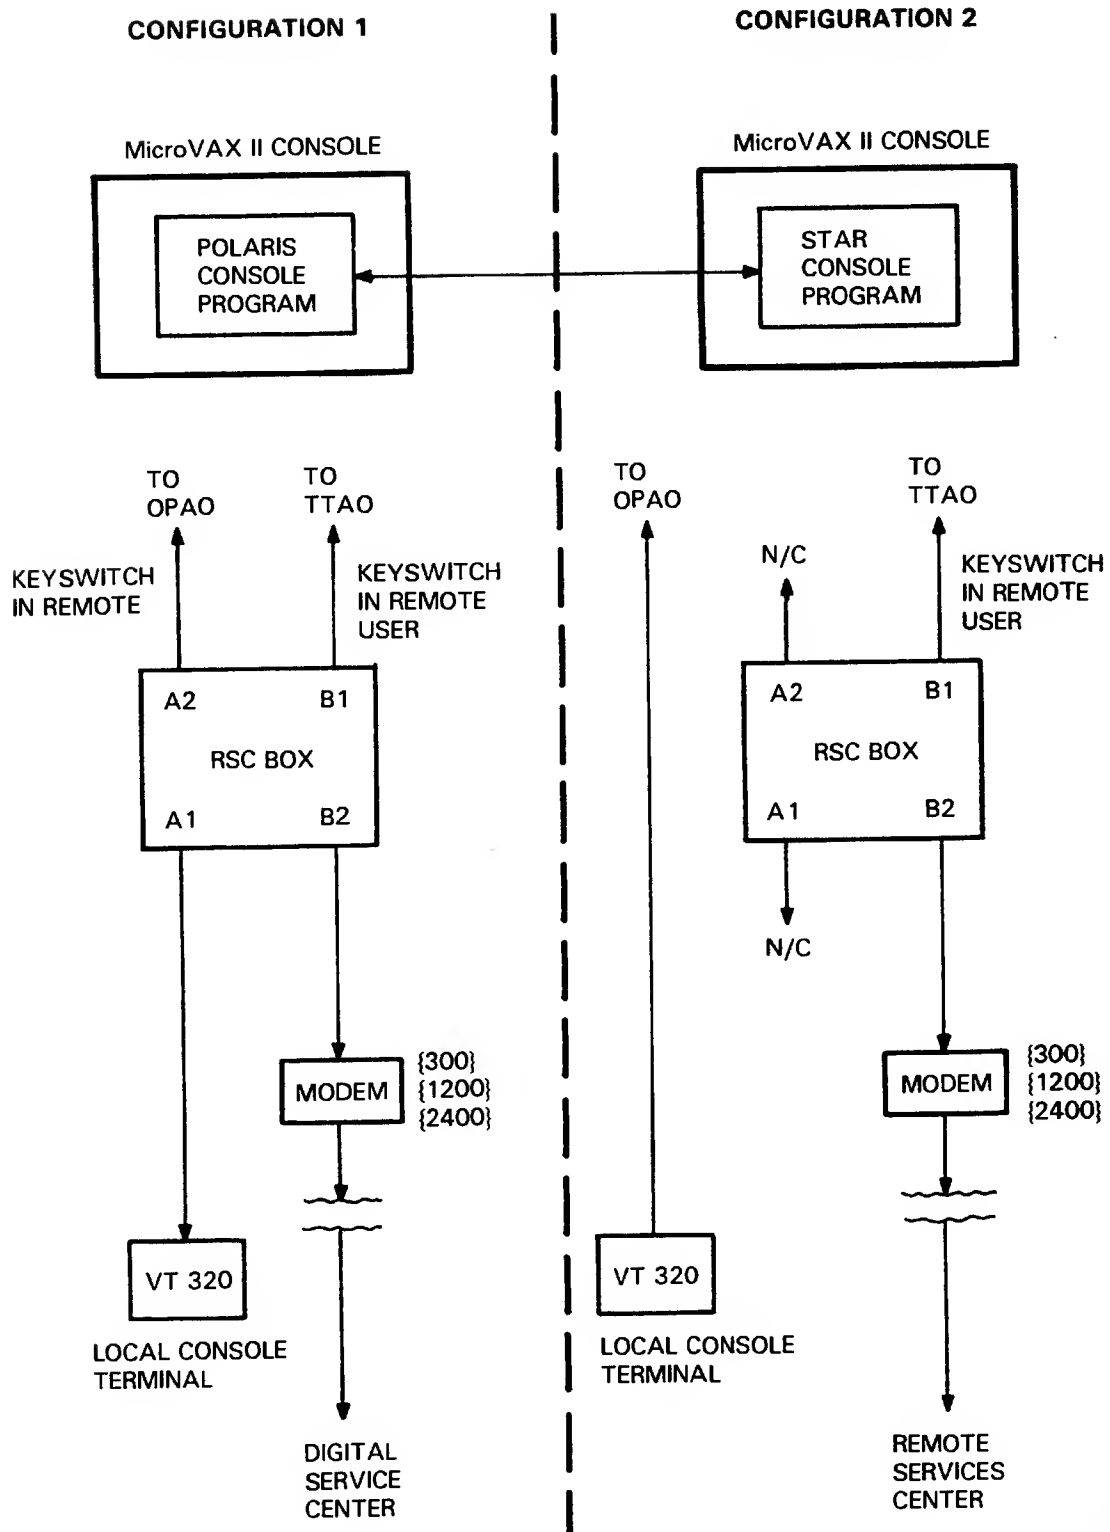 CONFIGURATION 1
MicroVAX II CONSOLE
POLARIS
CONSOLE
PROGRAM
TO
OPAO
TO
TTAO
KEYSWITCH
IN REMOTE
KEYSWITCH
IN REMOTE
USER
A2
B1
RSC BOX
A1
B2
MODEM
{300}
{1200}
{2400}
VT 320
LOCAL CONSOLE
TERMINAL
DIGITAL
SERVICE
CENTER
CONFIGURATION 2
MicroVAX II CONSOLE
STAR
CONSOLE
PROGRAM
TO
OPAO
N/C
TO
TTAO
KEYSWITCH
IN REMOTE
USER
A2
B1
RSC BOX
A1
B2
N/C
MODEM
{300}
{1200}
{2400}
VT 320
LOCAL CONSOLE
TERMINAL
REMOTE
SERVICES
CENTER